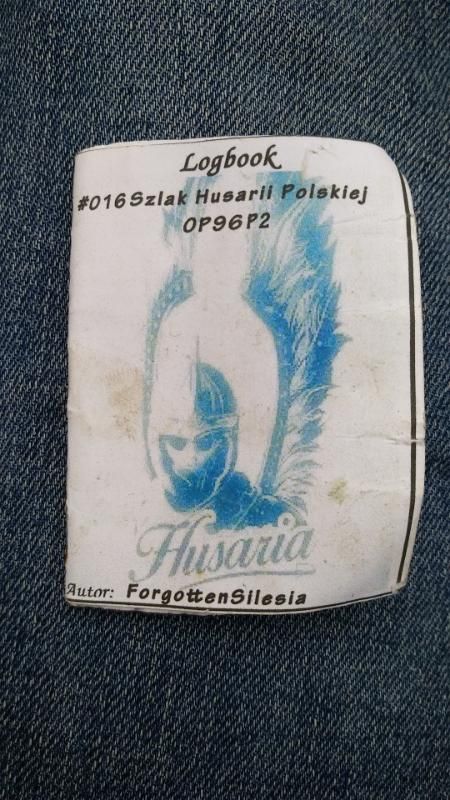 Logbook
#016 Szlak Husarii Polskiej
OP96P2
Husaria
Autor: ForgottenSilesia